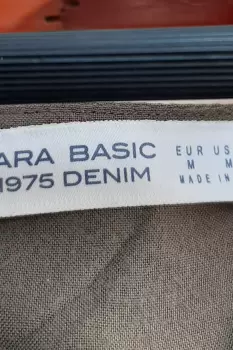 ARA BASIC
1975 DENIM
EUR US
M M
MADE IN